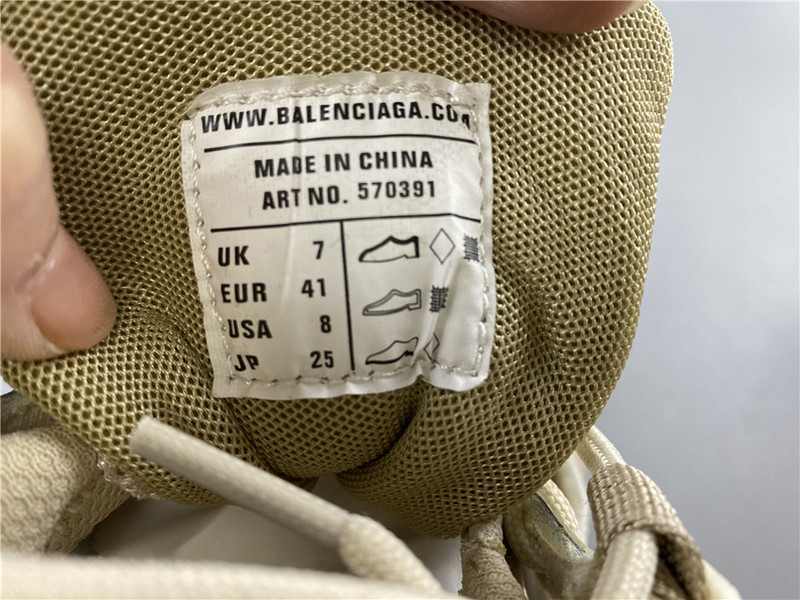 WWW.BALENCIAGA.COM
MADE IN CHINA
ART NO. 570391
UK 7
EUR 41
USA 8
JP 25